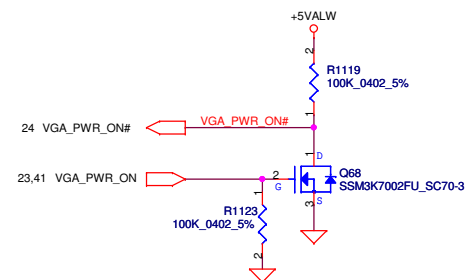 +5VALW
2
R1119
100K_0402_5%
1
24 VGA_PWR_ON#
VGA_PWR_ON#
1
D
23,41 VGA_PWR_ON
2
G
Q68
SSM3K7002FU_SC70-3
S
3
1
R1123
100K_0402_5%
2